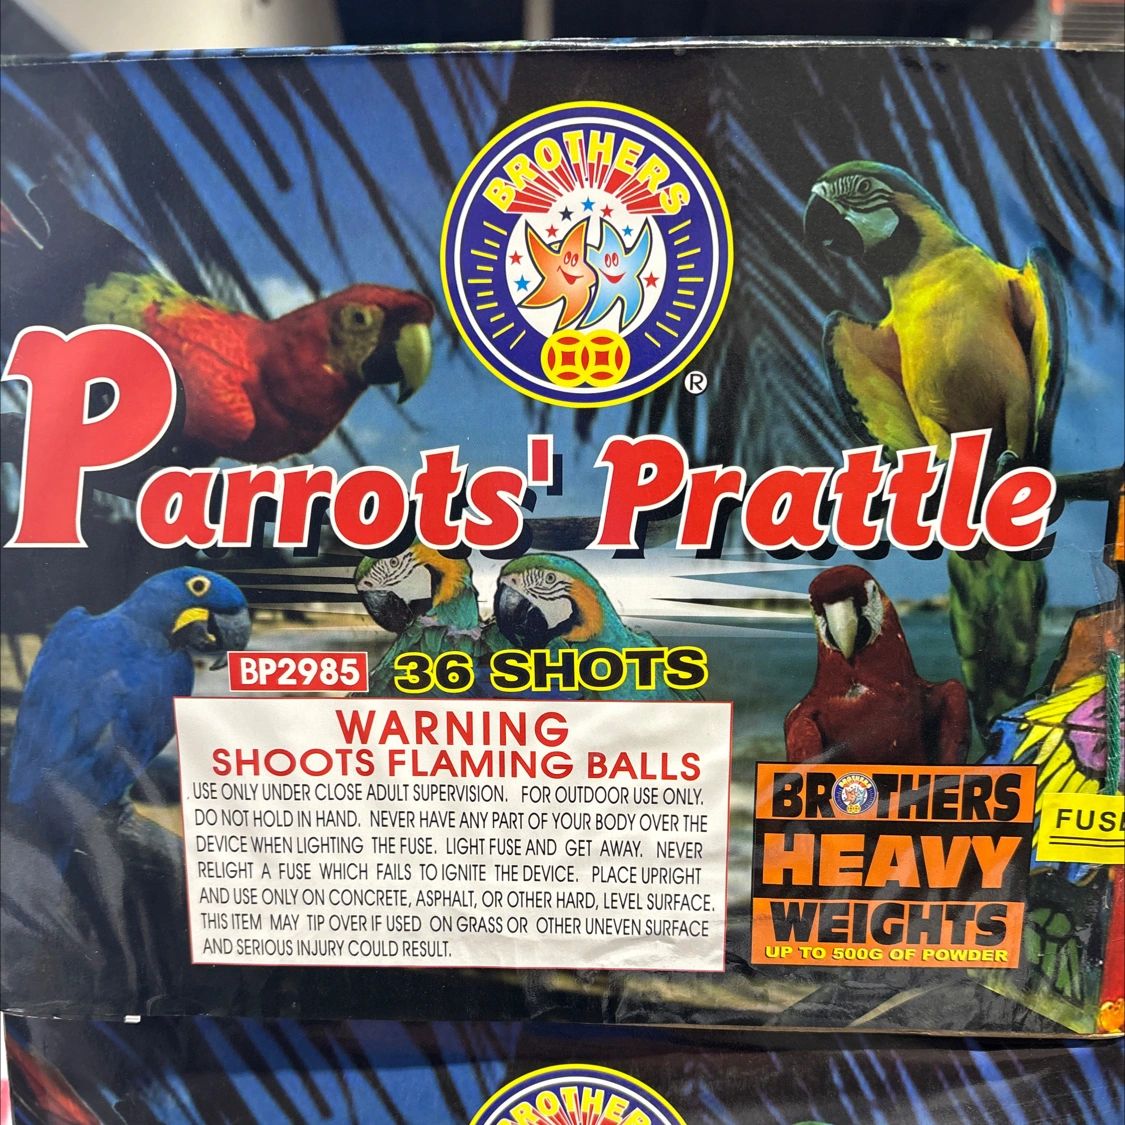 BROTHERS
®
Parrots' Prattle
BP2985
36 SHOTS
WARNING
SHOOTS FLAMING BALLS
USE ONLY UNDER CLOSE ADULT SUPERVISION. FOR OUTDOOR USE ONLY.
DO NOT HOLD IN HAND. NEVER HAVE ANY PART OF YOUR BODY OVER THE
DEVICE WHEN LIGHTING THE FUSE. LIGHT FUSE AND GET AWAY. NEVER
RELIGHT A FUSE WHICH FAILS TO IGNITE THE DEVICE. PLACE UPRIGHT
AND USE ONLY ON CONCRETE, ASPHALT, OR OTHER HARD, LEVEL SURFACE.
THIS ITEM MAY TIP OVER IF USED ON GRASS OR OTHER UNEVEN SURFACE
AND SERIOUS INJURY COULD RESULT.
BROTHERS
HEAVY
WEIGHTS
UP TO 500G OF POWDER
FUSE
BROTHERS